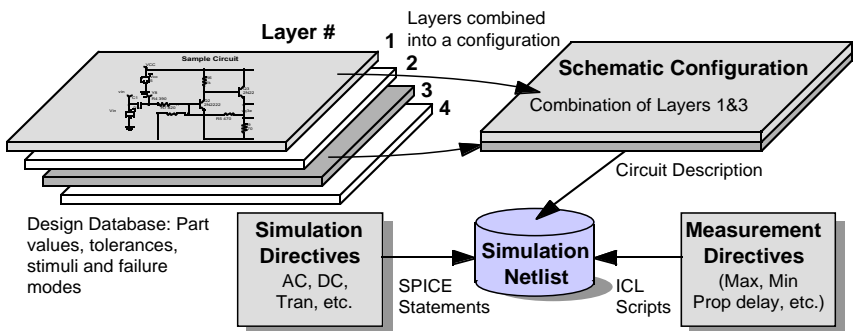 Layer #
1
2
3
4
Layers combined
into a configuration
Sample Circuit
VCC
2N2222
Schematic Configuration
Combination of Layers 1&3
Circuit Description
Design Database: Part
values, tolerances,
stimuli and failure
modes
Simulation
Directives
AC, DC,
Tran, etc.
SPICE
Statements
Simulation
Netlist
ICL
Scripts
Measurement
Directives
(Max, Min
Prop delay, etc.)